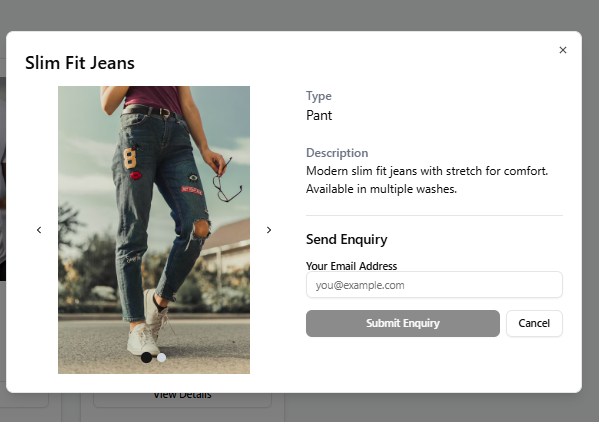 Slim Fit Jeans
Type
Pant
Description
Modern slim fit jeans with stretch for comfort.
Available in multiple washes.
Send Enquiry
Your Email Address
you@example.com
Submit Enquiry
Cancel
8
View Details